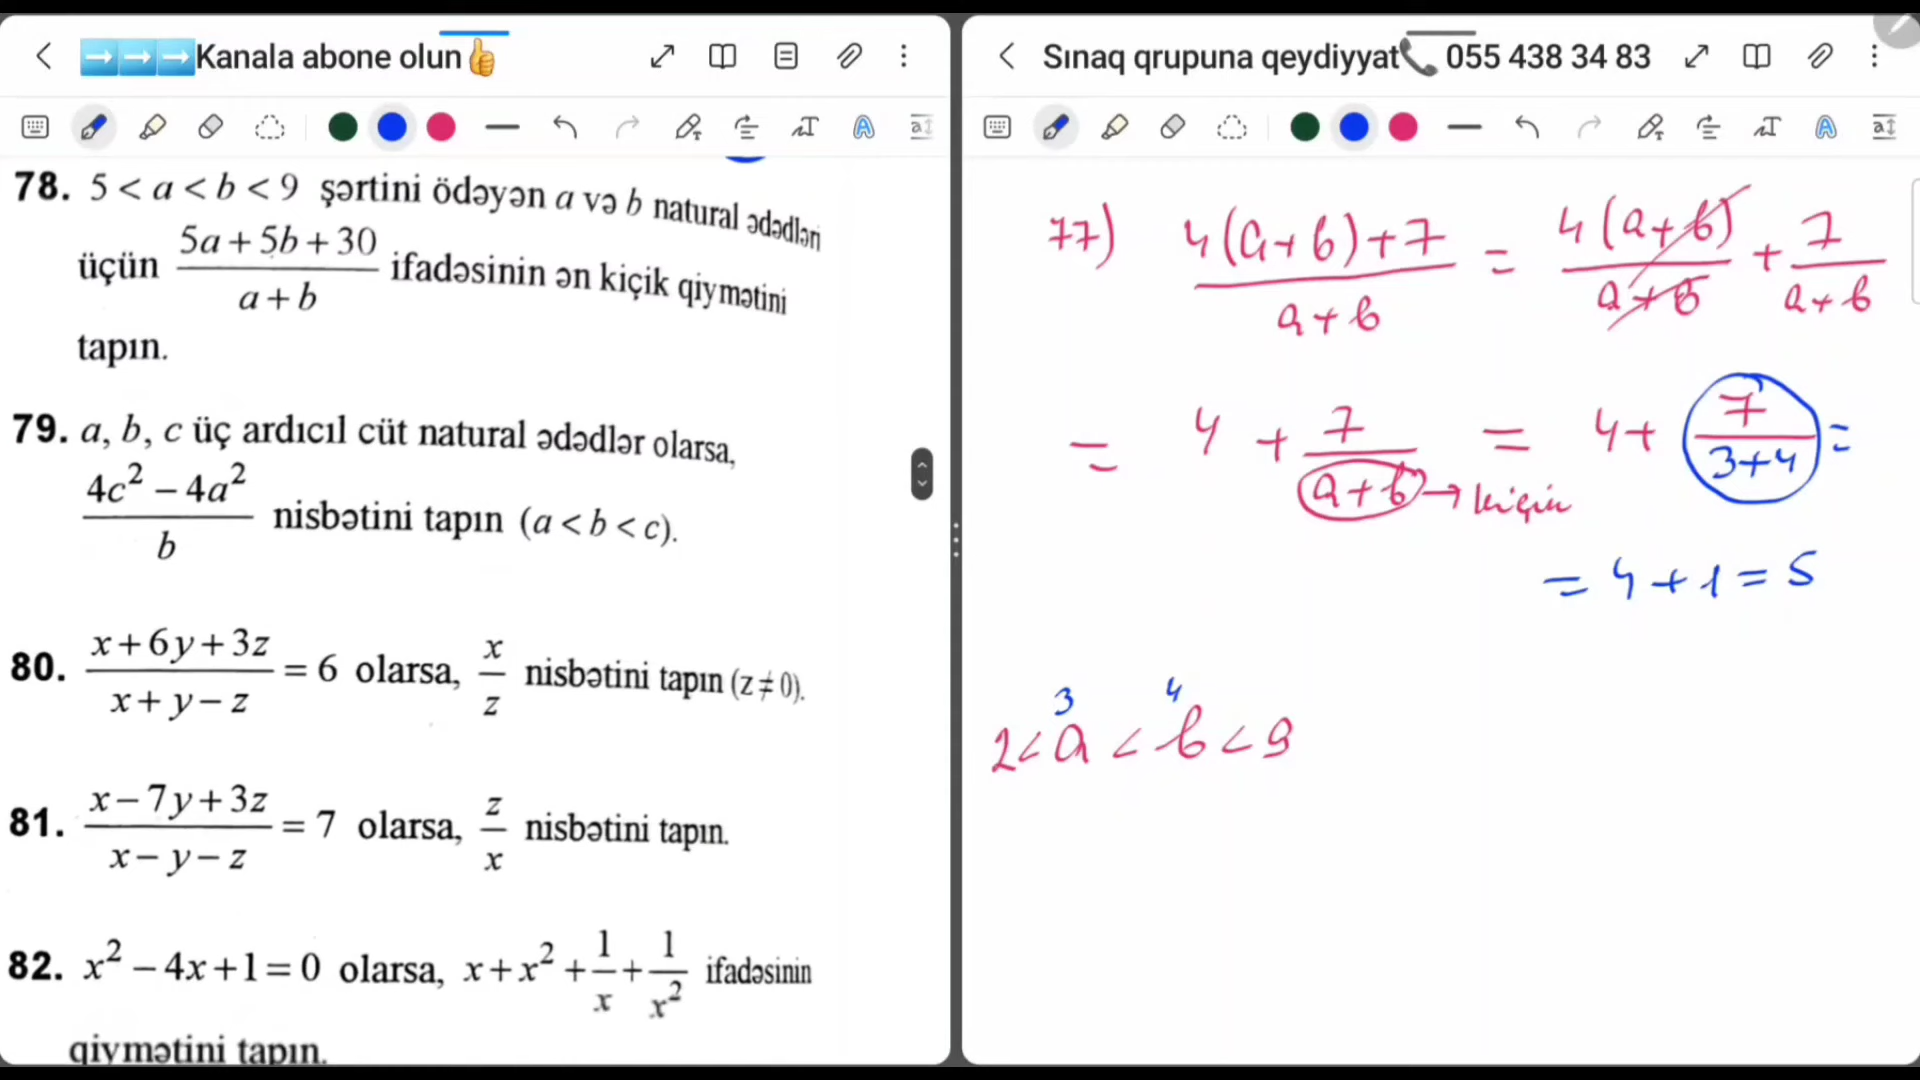 ➡➡➡Kanala abone olun👍
78. 5 < a < b < 9 şərtini ödəyən a və b natural ədədləri
üçün (5a + 5b + 30)/(a + b) ifadəsinin ən kiçik qiymətini
tapın.
79. a, b, c üç ardıcıl cüt natural ədədlər olarsa,
(4c² − 4a²)/b nisbətini tapın (a < b < c).
80. (x + 6y + 3z)/(x + y − z) = 6 olarsa, x/z nisbətini tapın (z ≠ 0).
81. (x − 7y + 3z)/(x − y − z) = 7 olarsa, z/x nisbətini tapın.
82. x² − 4x + 1 = 0 olarsa, x + x² + 1/x + 1/x² ifadəsinin
qiymətini tapın.
Sınaq qrupuna qeydiyyat📞 055 438 34 83
77) (4(a+b)+7)/(a+b) = 4(a+b)/(a+b) + 7/(a+b)
= 4 + 7/(a+b) → kiçik = 4 + 7/(3+4) =
= 4 + 1 = 5
3 4
2 < a < b < 9